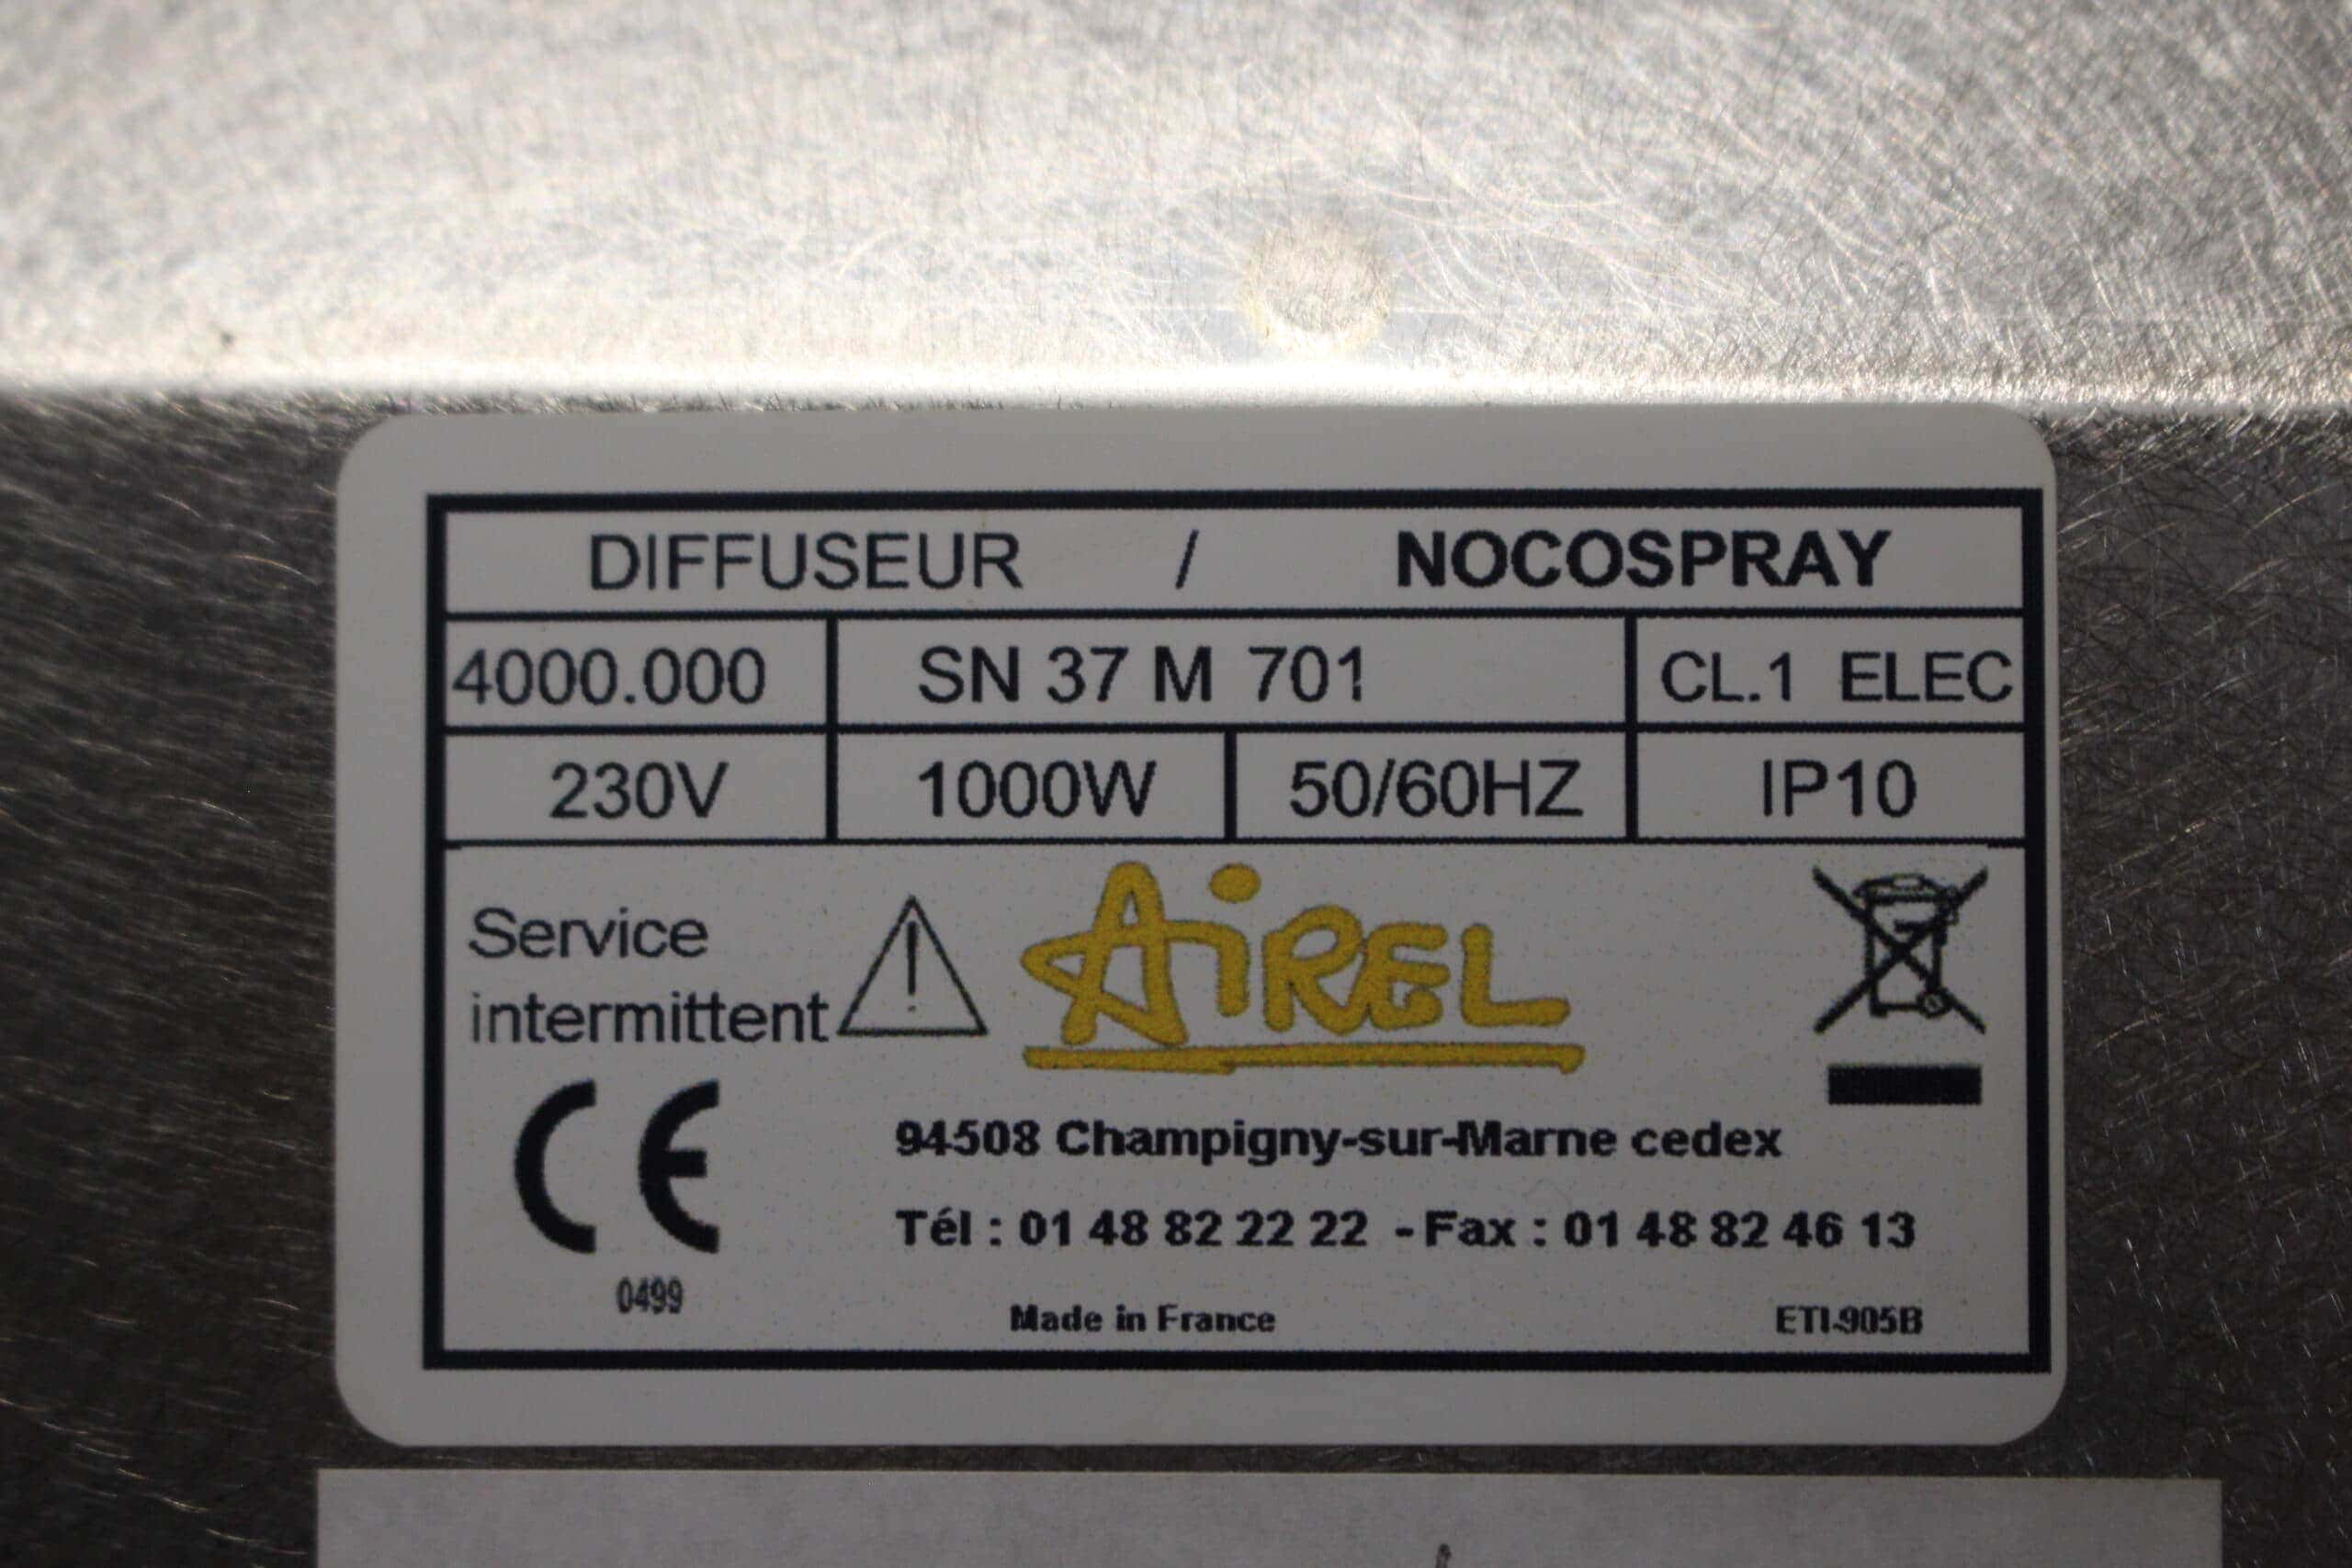 DIFFUSEUR / NOCOSPRAY
4000.000 SN 37 M 701 CL.1 ELEC
230V 1000W 50/60HZ IP10
Service
intermittent
AiREL
94508 Champigny-sur-Marne cedex
Tél : 01 48 82 22 22 - Fax : 01 48 82 46 13
CE
0499
Made in France ETI-905B